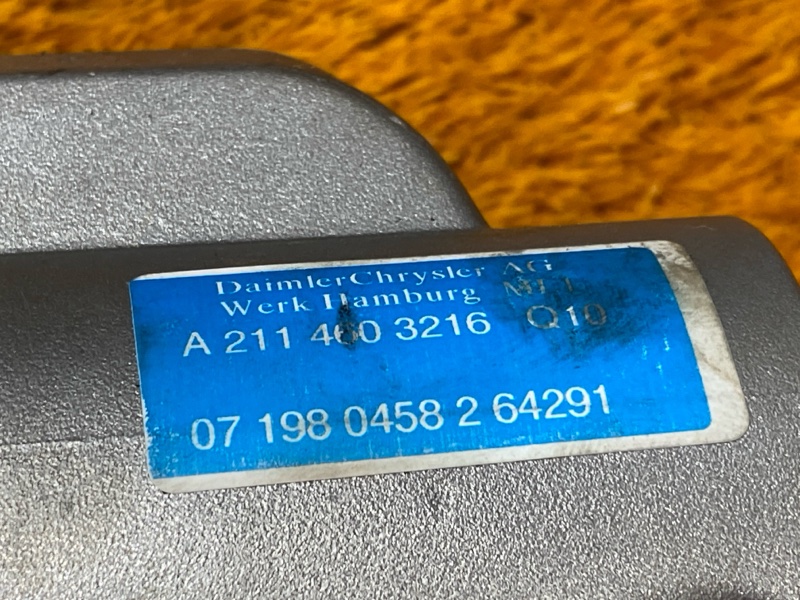 DaimlerChrysler AG
Werk Hamburg
A 211 460 3216 Q10
07 198 0458 2 64291